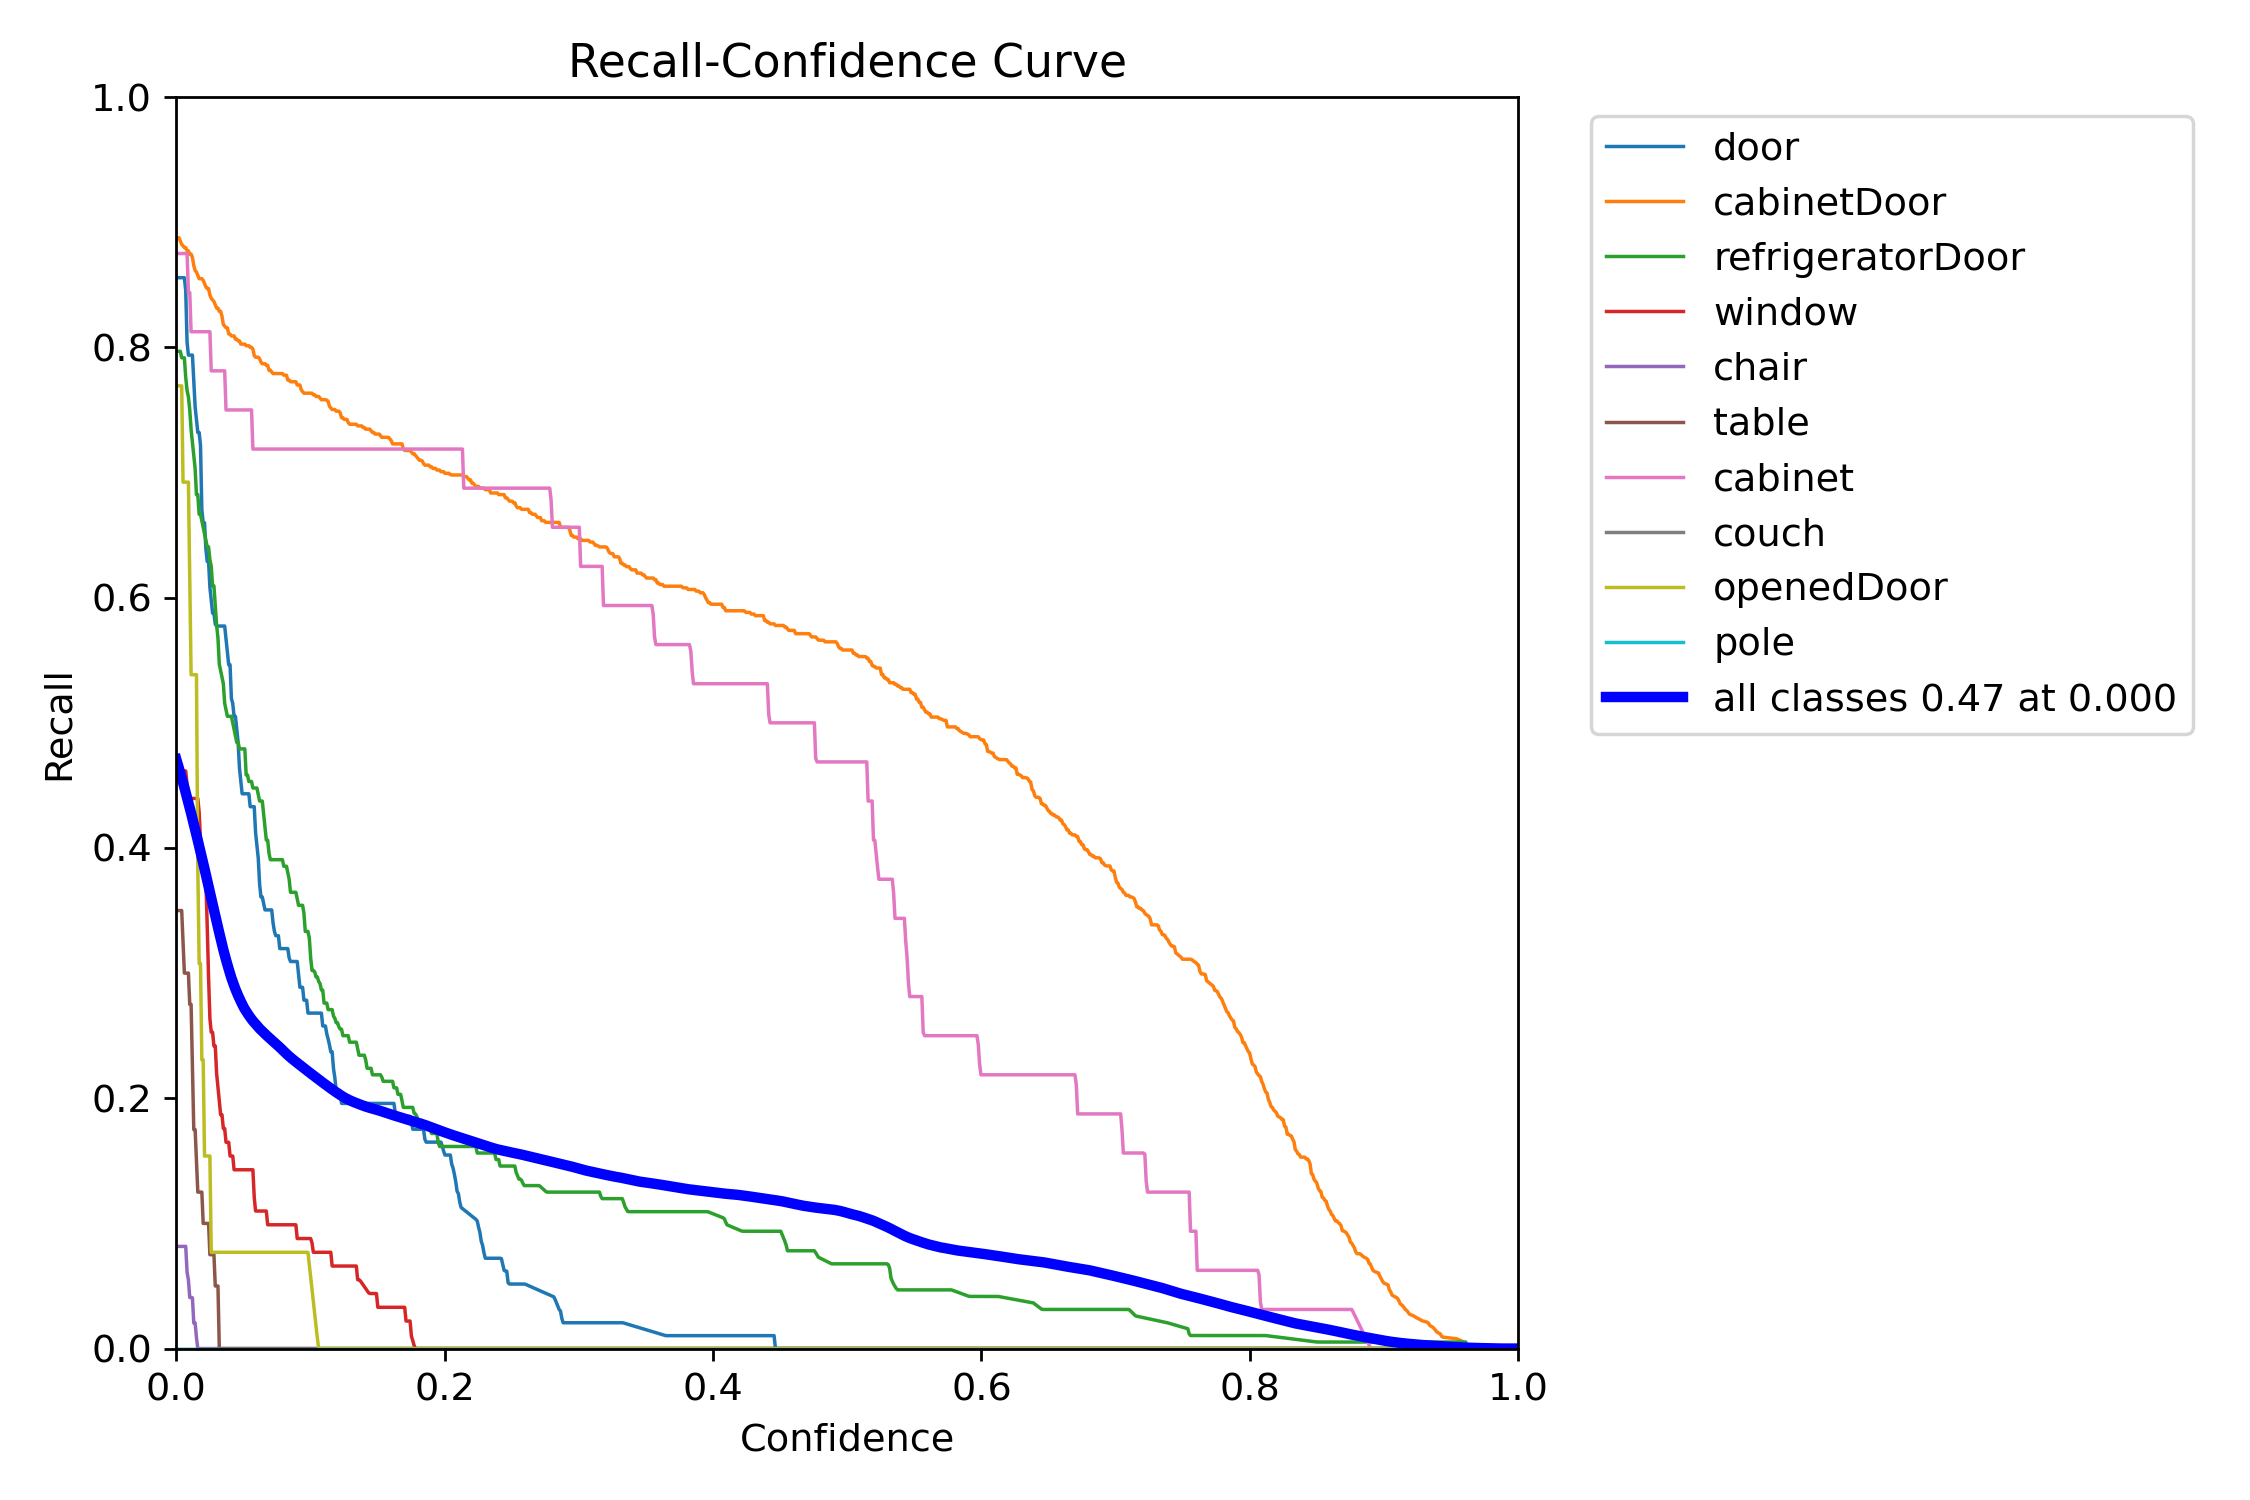 Recall-Confidence Curve
1.0
0.8
0.6
0.4
0.2
0.0
Recall
0.0 0.2 0.4 0.6 0.8 1.0
Confidence
door
cabinetDoor
refrigeratorDoor
window
chair
table
cabinet
couch
openedDoor
pole
all classes 0.47 at 0.000